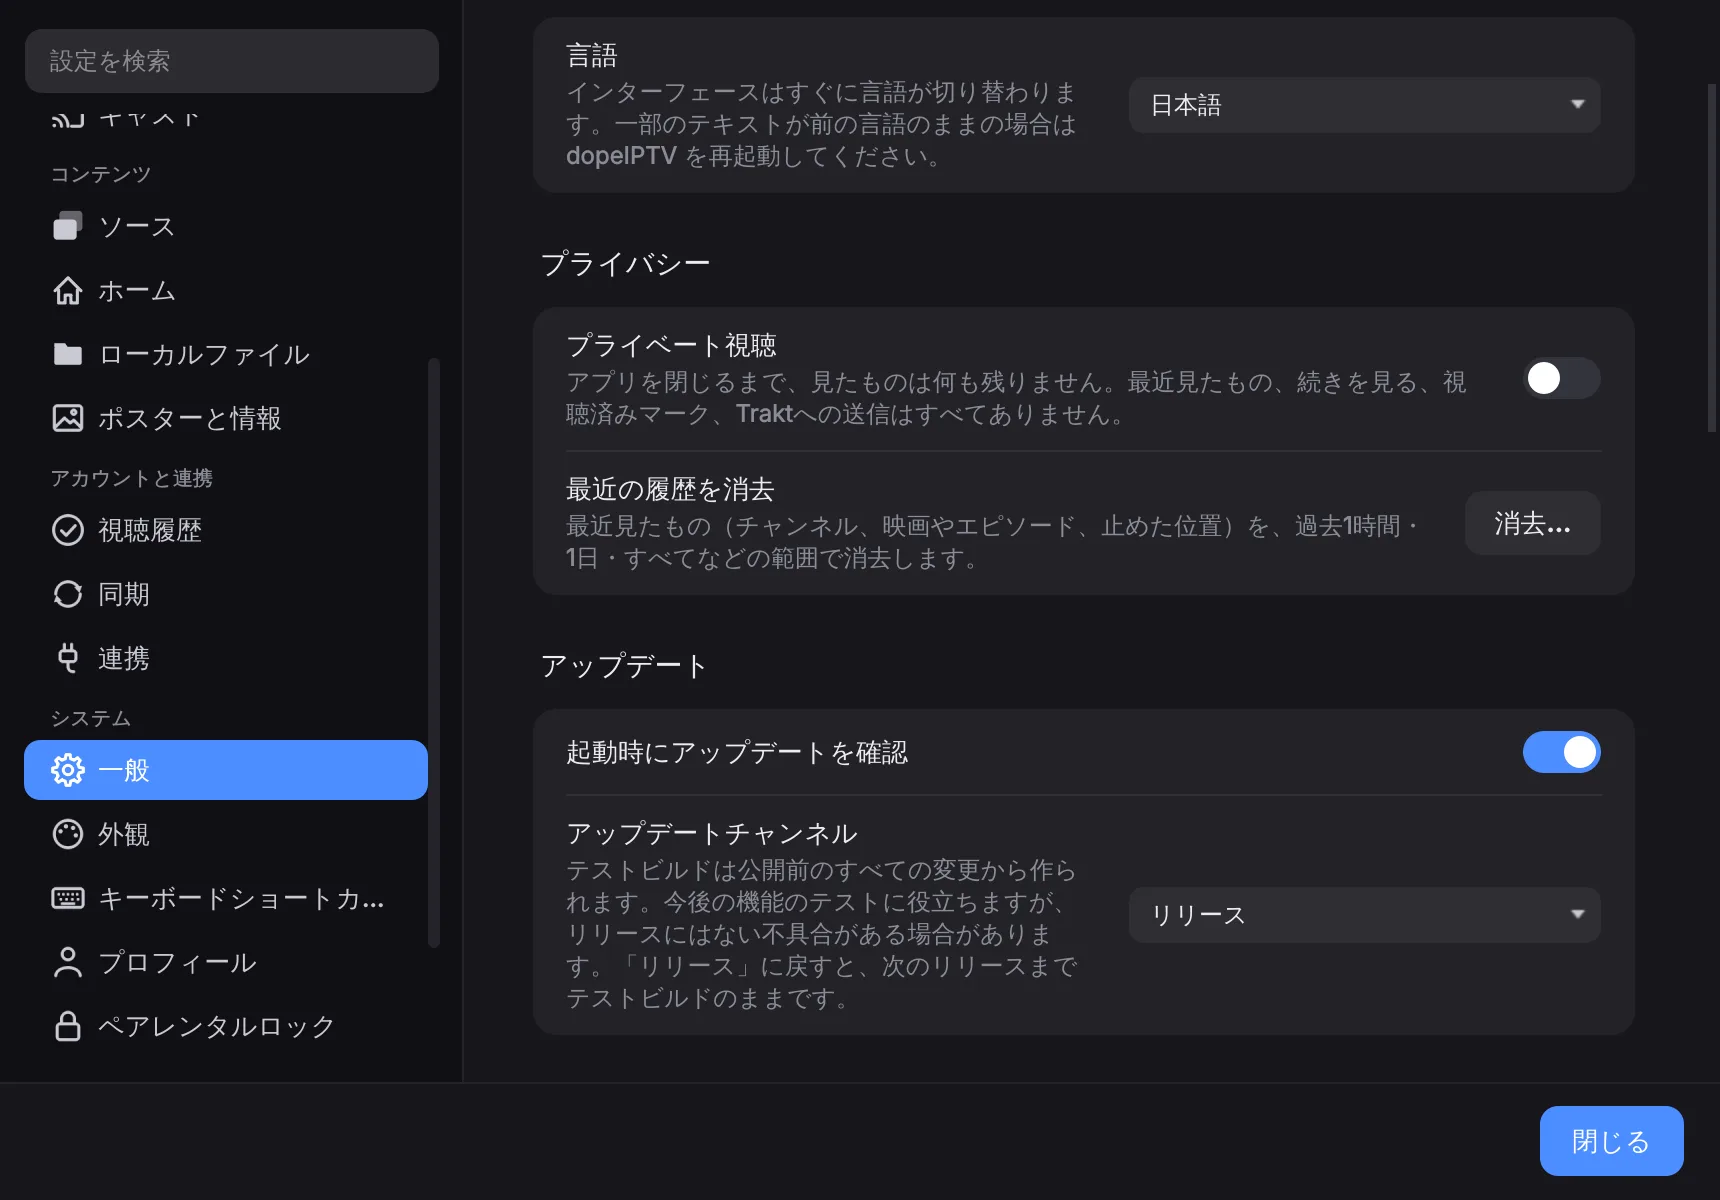 設定を検索
キャスト
コンテンツ
ソース
ホーム
ローカルファイル
ポスターと情報
アカウントと連携
視聴履歴
同期
連携
システム
一般
外観
キーボードショートカ...
プロフィール
ペアレンタルロック
言語
インターフェースはすぐに言語が切り替わりま
す。一部のテキストが前の言語のままの場合は
dopeIPTV を再起動してください。
日本語
プライバシー
プライベート視聴
アプリを閉じるまで、見たものは何も残りません。最近見たもの、続きを見る、視
聴済みマーク、Traktへの送信はすべてありません。
最近の履歴を消去
最近見たもの（チャンネル、映画やエピソード、止めた位置）を、過去1時間・
1日・すべてなどの範囲で消去します。
消去...
アップデート
起動時にアップデートを確認
アップデートチャンネル
テストビルドは公開前のすべての変更から作ら
れます。今後の機能のテストに役立ちますが、
リリースにはない不具合がある場合がありま
す。「リリース」に戻すと、次のリリースまで
テストビルドのままです。
リリース
閉じる